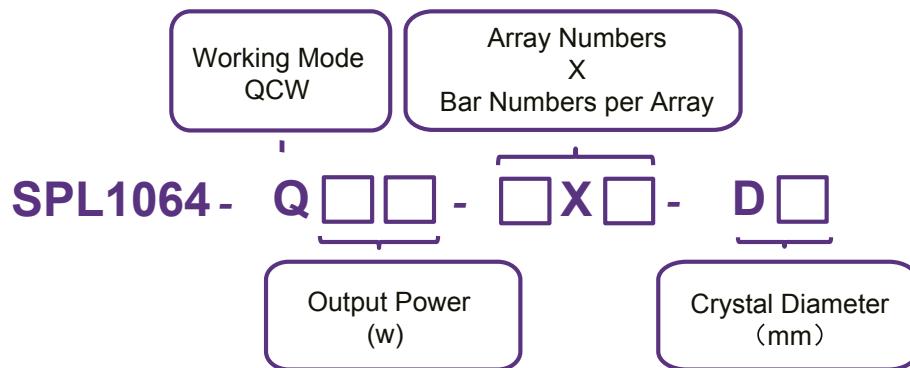 Working Mode
QCW
Array Numbers
X
Bar Numbers per Array
SPL1064 - Q□□ - □X□ - D□
Output Power
(w)
Crystal Diameter
（mm）